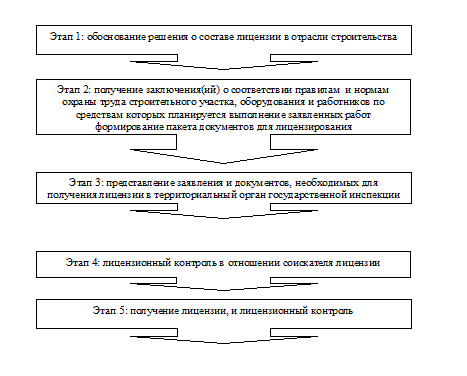 Этап 1: обоснование решения о составе лицензии в отрасли строительства
Этап 2: получение заключения(ий) о соответствии правилам и нормам
охраны труда строительного участка, оборудования и работников по
средствам которых планируется выполнение заявленных работ
формирование пакета документов для лицензирования
Этап 3: представление заявления и документов, необходимых для
получения лицензии в территориальный орган государственной инспекции
Этап 4: лицензионный контроль в отношении соискателя лицензии
Этап 5: получение лицензии, и лицензионный контроль